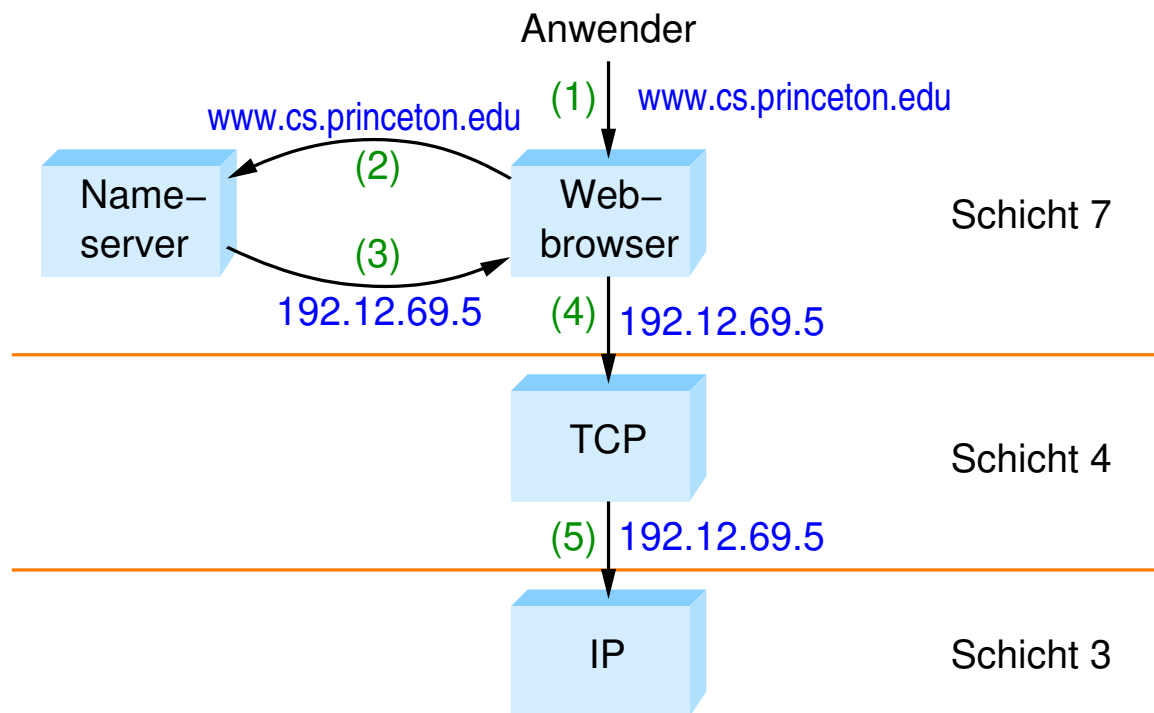 Anwender
(1) www.cs.princeton.edu
www.cs.princeton.edu
(2)
Name–
server
Web–
browser
Schicht 7
(3)
192.12.69.5
(4) 192.12.69.5
TCP
Schicht 4
(5) 192.12.69.5
IP
Schicht 3